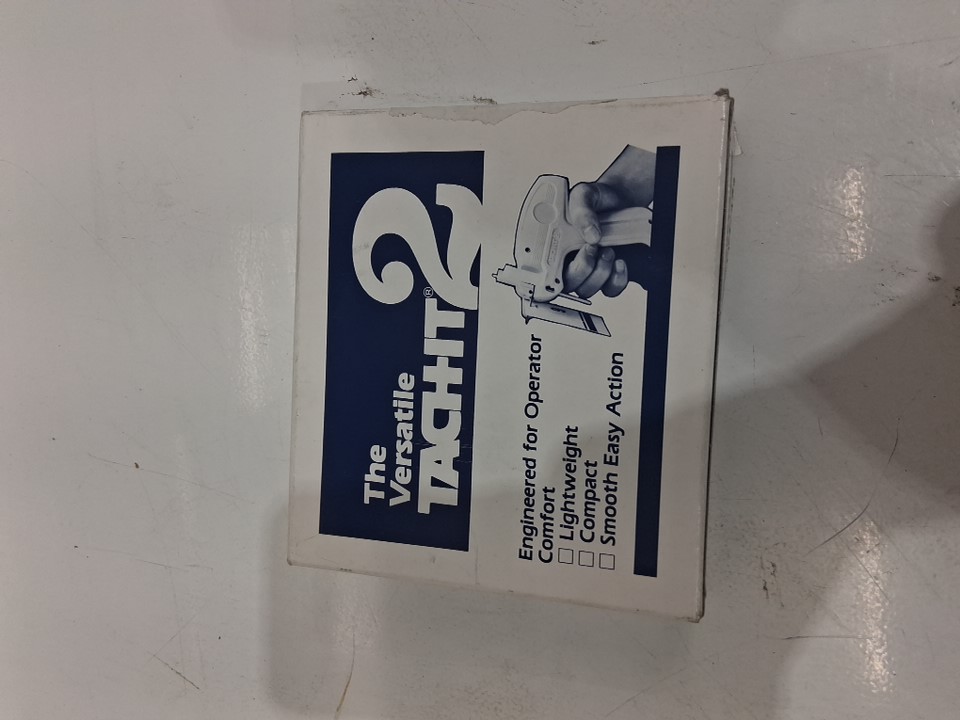 The
Versatile
TACH-IT® 2
Engineered for Operator
Comfort
☐ Lightweight
☐ Compact
☐ Smooth Easy Action